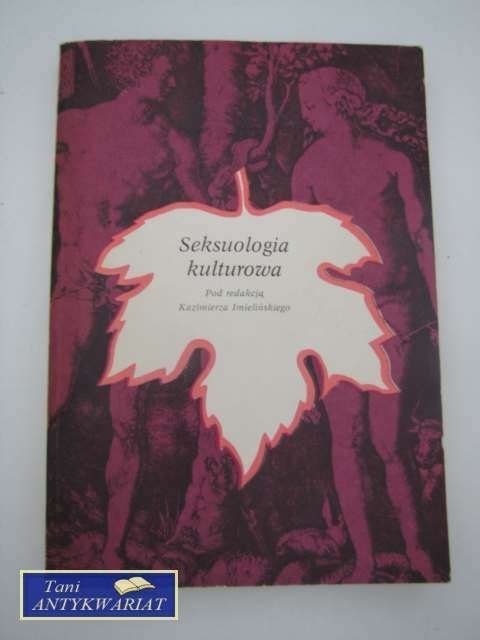 Seksuologia
kulturowa
Pod redakcją
Kazimierza Imielińskiego
Tani
ANTYKWARIAT